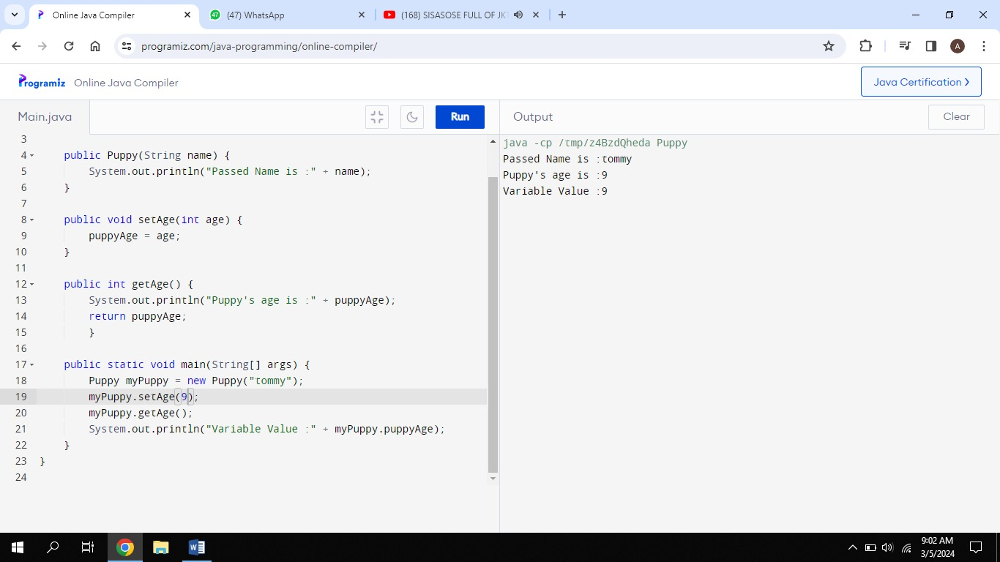 Online Java Compiler
(47) WhatsApp
(168) SISASOSE FULL OF JKT
programiz.com/java-programming/online-compiler/
A
Programiz Online Java Compiler
Java Certification >
Main.java
Run
Output
Clear
3
4 public Puppy(String name) {
5 System.out.println("Passed Name is :" + name);
6 }
7
8 public void setAge(int age) {
9 puppyAge = age;
10 }
11
12 public int getAge() {
13 System.out.println("Puppy's age is :" + puppyAge);
14 return puppyAge;
15 }
16
17 public static void main(String[] args) {
18 Puppy myPuppy = new Puppy("tommy");
19 myPuppy.setAge(9);
20 myPuppy.getAge();
21 System.out.println("Variable Value :" + myPuppy.puppyAge);
22 }
23 }
24
java -cp /tmp/z4BzdQheda Puppy
Passed Name is :tommy
Puppy's age is :9
Variable Value :9
9:02 AM
3/5/2024